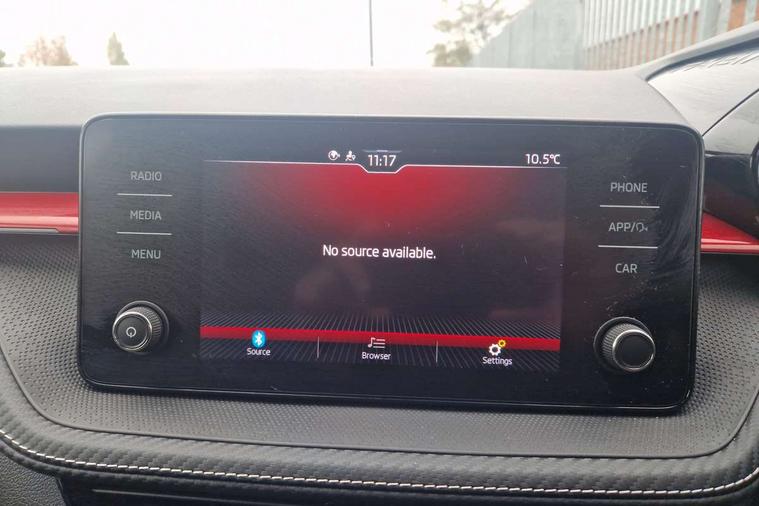 11:17
10.5°C
RADIO
MEDIA
MENU
No source available.
PHONE
APP/
CAR
Source
Browser
Settings